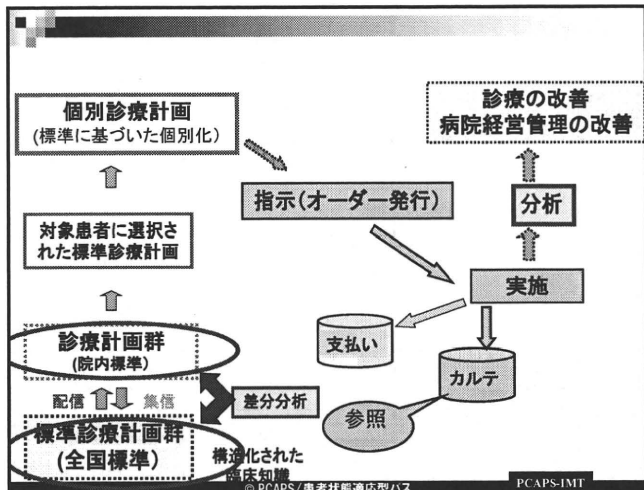 個別診療計画
(標準に基づいた個別化)
診療の改善
病院経営管理の改善
指示(オーダー発行)
分析
対象患者に選択さ
れた標準診療計画
実施
診療計画群
(院内標準)
支払い
カルテ
配信
集信
差分分析
参照
標準診療計画群
(全国標準)
構造化された
臨床知識
© PCAPS/患者状態適応型パス
PCAPS-IMT